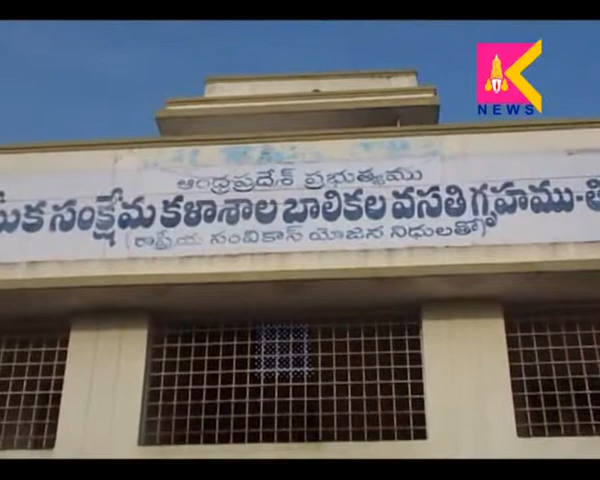 K
NEWS
ఆంధ్రప్రదేశ్ ప్రభుత్వము
సంక్షేమ కళాశాల బాలికల వసతి గృహము-
(రాష్ట్రీయ సంవికాస్ యోజన నిధులతో)